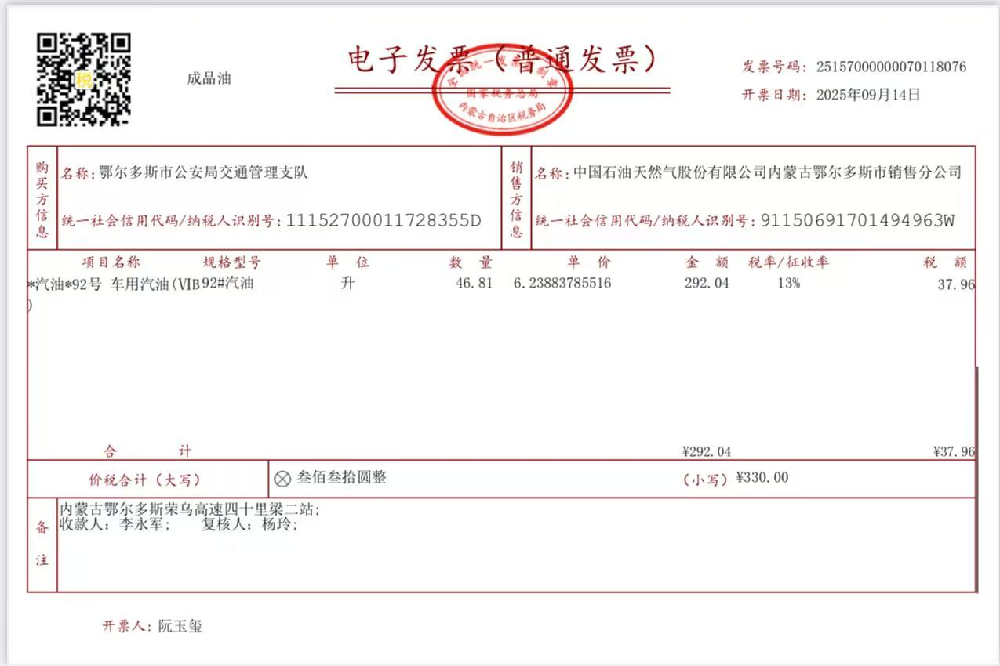 税
成品油
电子发票（普通发票）
全国统一发票监制章
国家税务总局
内蒙古自治区税务局
发票号码：25157000000070118076
开票日期：2025年09月14日
购买方信息
名称：鄂尔多斯市公安局交通管理支队
统一社会信用代码/纳税人识别号：11152700011728355D
销售方信息
名称：中国石油天然气股份有限公司内蒙古鄂尔多斯市销售分公司
统一社会信用代码/纳税人识别号：91150691701494963W
项目名称 规格型号 单 位 数 量 单 价 金 额 税率/征收率 税 额
*汽油*92号 车用汽油(VIB 92#汽油 升 46.81 6.23883785516 292.04 13% 37.96
)
合 计 ¥292.04 ¥37.96
价税合计（大写） ⊗ 叁佰叁拾圆整 （小写）¥330.00
备注
内蒙古鄂尔多斯荣乌高速四十里梁二站;
收款人：李永军; 复核人：杨玲;
开票人：阮玉玺